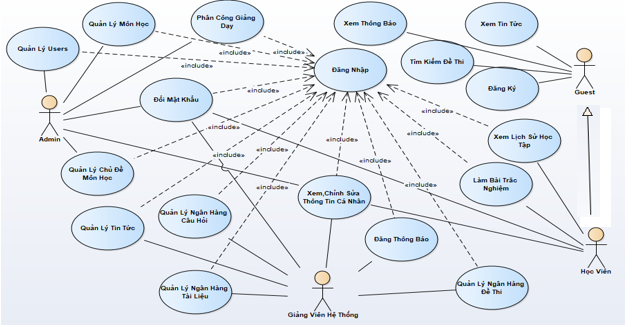 Quản Lý Môn Học
Phân Công Giảng
Dạy
Xem Thông Báo
Xem Tin Tức
Quản Lý Users
«include»
«include»
«include»
Đăng Nhập
Tìm Kiếm Đề Thi
Đăng Ký
Guest
Admin
Đổi Mật Khẩu
«include»
«include»
«include»
«include»
«include»
«include»
«include»
«include»
«include»
«include»
Xem Lịch Sử Học
Tập
Quản Lý Chủ Đề
Môn Học
Xem,Chỉnh Sửa
Thông Tin Cá Nhân
Làm Bài Trắc
Nghiệm
Quản Lý Tin Tức
Quản Lý Ngân Hàng
Câu Hỏi
Đăng Thông Báo
Học Viên
Quản Lý Ngân Hàng
Tài Liệu
Quản Lý Ngân Hàng
Đề Thi
Giảng Viên Hệ Thống